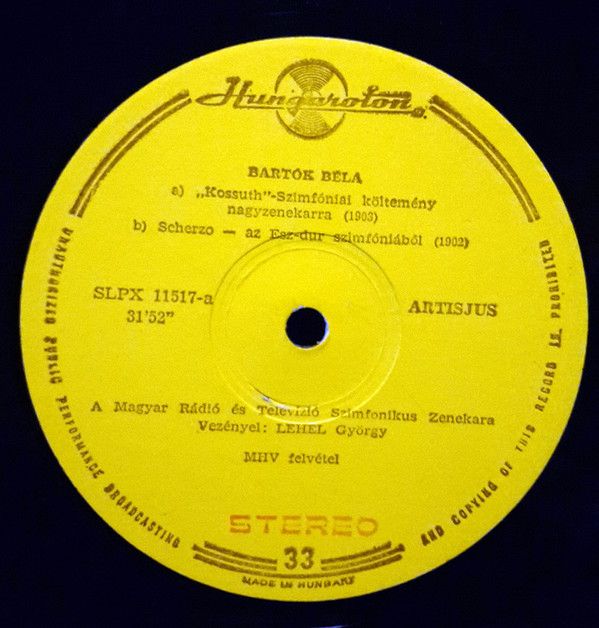 Hungaroton
BARTÓK BÉLA
a) „Kossuth”-Szimfóniai költemény
nagyzenekarra (1903)
b) Scherzo — az Esz-dur szimfóniából (1902)
SLPX 11517-a
31'52"
ARTISJUS
A Magyar Rádió és Televízió Szimfonikus Zenekara
Vezényel: LEHEL György
MHV felvétel
STEREO
33
MADE IN HUNGARY
UNAUTHORIZED PUBLIC PERFORMANCE BROADCASTING AND COPYING OF THIS RECORD IS PROHIBITED